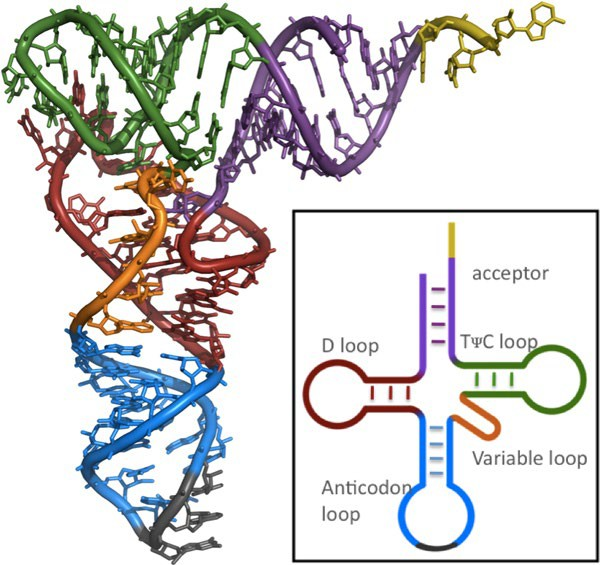 acceptor
D loop
TΨC loop
Variable loop
Anticodon
loop